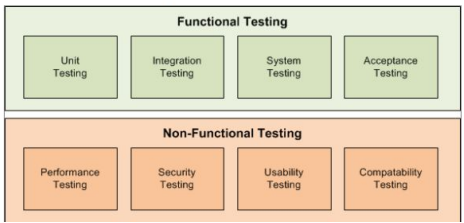 Functional Testing
Unit
Testing
Integration
Testing
System
Testing
Acceptance
Testing
Non-Functional Testing
Performance
Testing
Security
Testing
Usability
Testing
Compatability
Testing